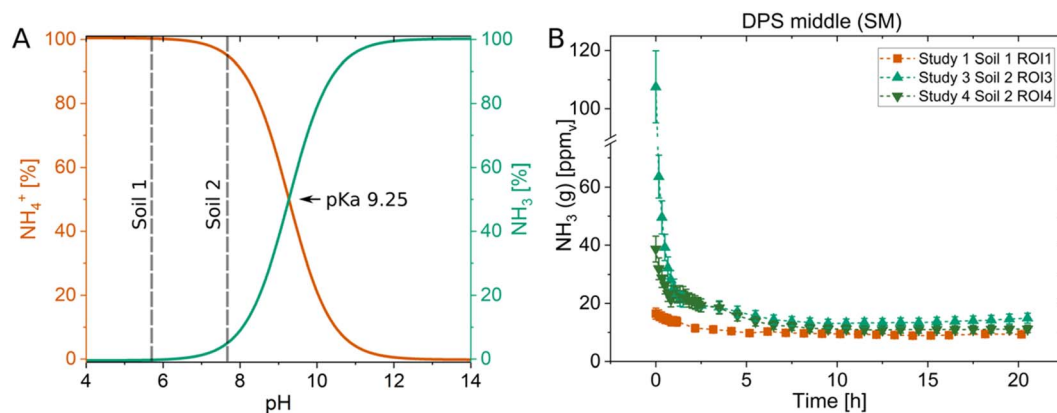 A
NH₄⁺ [%]
100
80
60
40
20
0
Soil 1
Soil 2
pKa 9.25
100
80
60
40
20
0
NH₃ [%]
4 6 8 10 12 14
pH
B
DPS middle (SM)
NH₃ (g) [ppmᵥ]
120
100
80
60
40
20
0
Study 1 Soil 1 ROI1
Study 3 Soil 2 ROI3
Study 4 Soil 2 ROI4
0 5 10 15 20
Time [h]